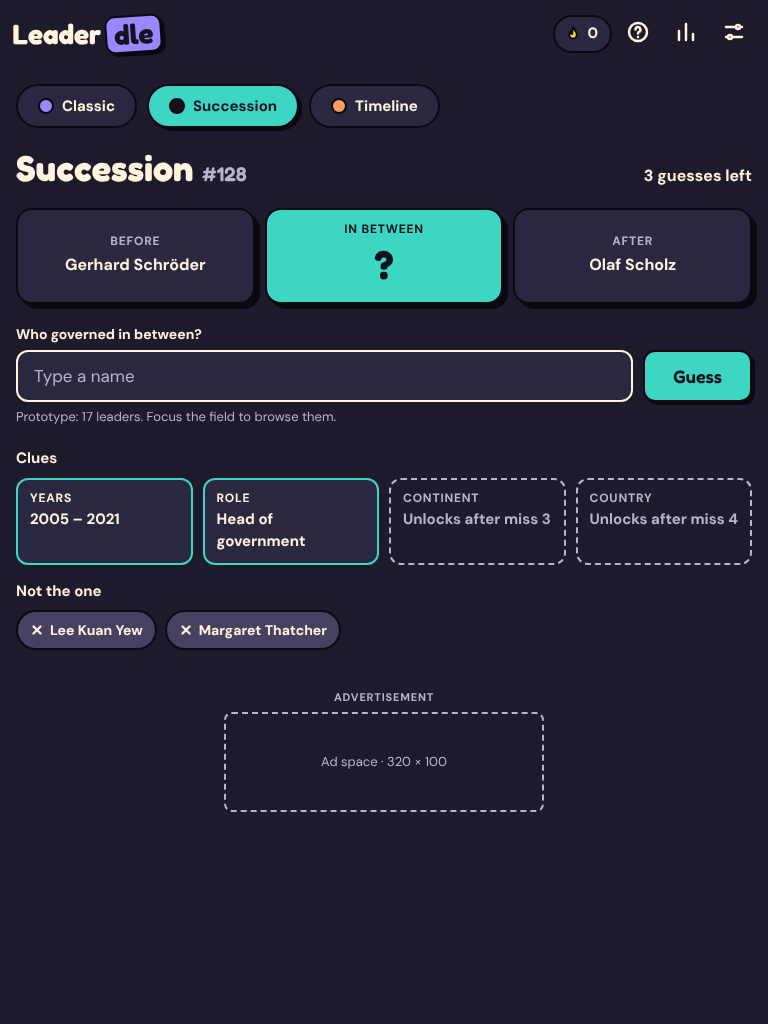 Leader dle
0
Classic
Succession
Timeline
Succession #128
3 guesses left
BEFORE
Gerhard Schröder
IN BETWEEN
?
AFTER
Olaf Scholz
Who governed in between?
Type a name
Guess
Prototype: 17 leaders. Focus the field to browse them.
Clues
YEARS
2005 – 2021
ROLE
Head of
government
CONTINENT
Unlocks after miss 3
COUNTRY
Unlocks after miss 4
Not the one
✕ Lee Kuan Yew
✕ Margaret Thatcher
ADVERTISEMENT
Ad space · 320 × 100